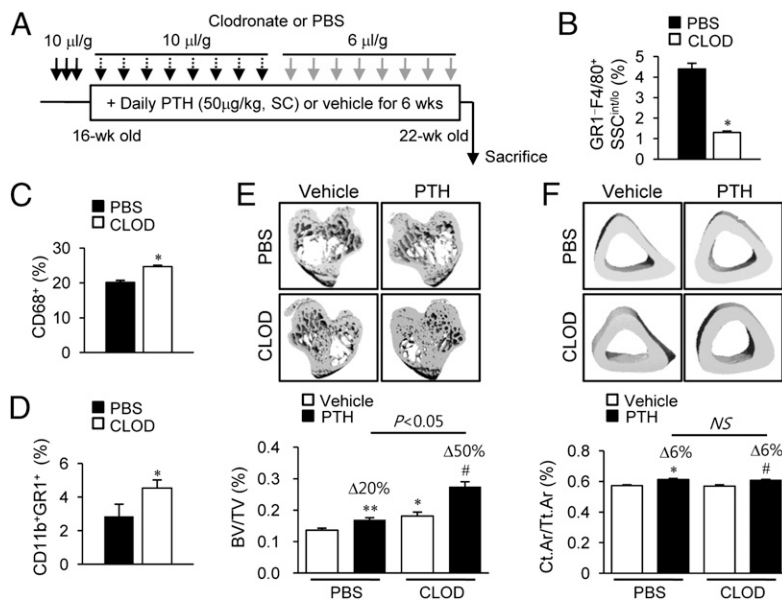 A
Clodronate or PBS
10 µl/g
10 µl/g
6 µl/g
+ Daily PTH (50µg/kg, SC) or vehicle for 6 wks
16-wk old
22-wk old
Sacrifice
B
PBS
CLOD
GR1⁻F4/80⁺
SSCint/lo (%)
5
4
3
2
1
0
*
C
PBS
CLOD
CD68⁺ (%)
30
20
10
0
*
D
PBS
CLOD
CD11b⁺GR1⁺ (%)
6
4
2
0
*
E
Vehicle
PTH
PBS
CLOD
Vehicle
PTH
P<0.05
BV/TV (%)
0.4
0.3
0.2
0.1
0.0
Δ20%
**
*
Δ50%
#
PBS
CLOD
F
Vehicle
PTH
PBS
CLOD
Vehicle
PTH
NS
Ct.Ar/Tt.Ar (%)
0.8
0.6
0.4
0.2
0
Δ6%
*
Δ6%
#
PBS
CLOD